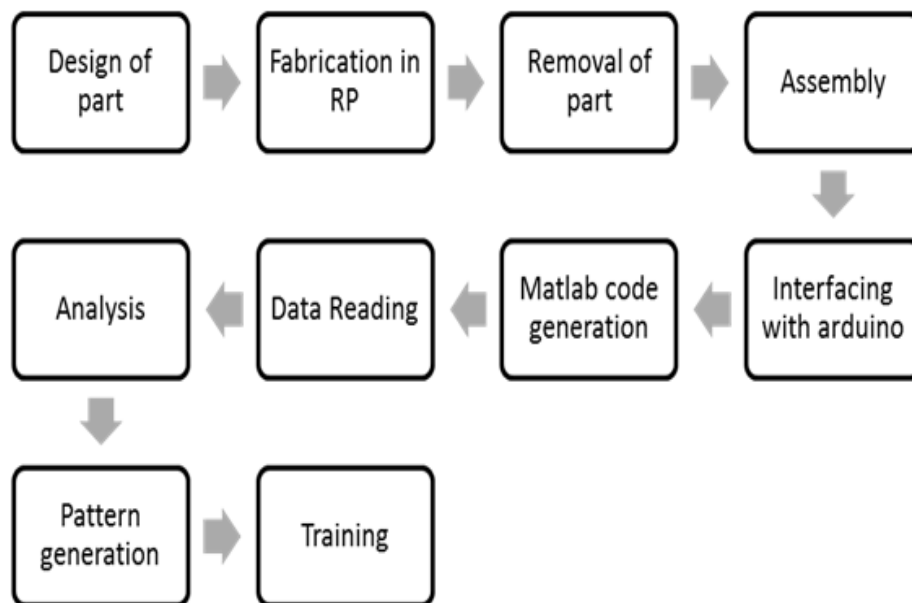 Design of
part
Fabrication in
RP
Removal of
part
Assembly
Interfacing
with arduino
Matlab code
generation
Data Reading
Analysis
Pattern
generation
Training